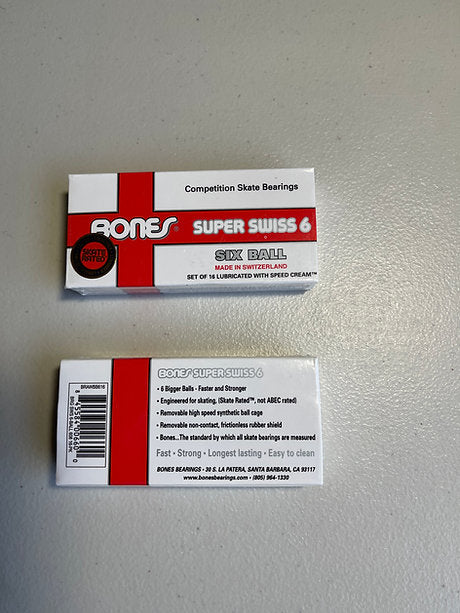 Competition Skate Bearings
BONES® SUPER SWISS 6
SKATE
RATED
SIX BALL
MADE IN SWITZERLAND
SET OF 16 LUBRICATED WITH SPEED CREAM™
BONES SUPER SWISS 6
• 6 Bigger Balls - Faster and Stronger
• Engineered for skating, (Skate Rated™, not ABEC rated)
• Removable high speed synthetic ball cage
• Removable non-contact, frictionless rubber shield
• Bones...The standard by which all skate bearings are measured
Fast • Strong • Longest lasting • Easy to clean
BONES BEARINGS • 30 S. LA PATERA, SANTA BARBARA, CA 93117
www.bonesbearings.com • (805) 964-1330